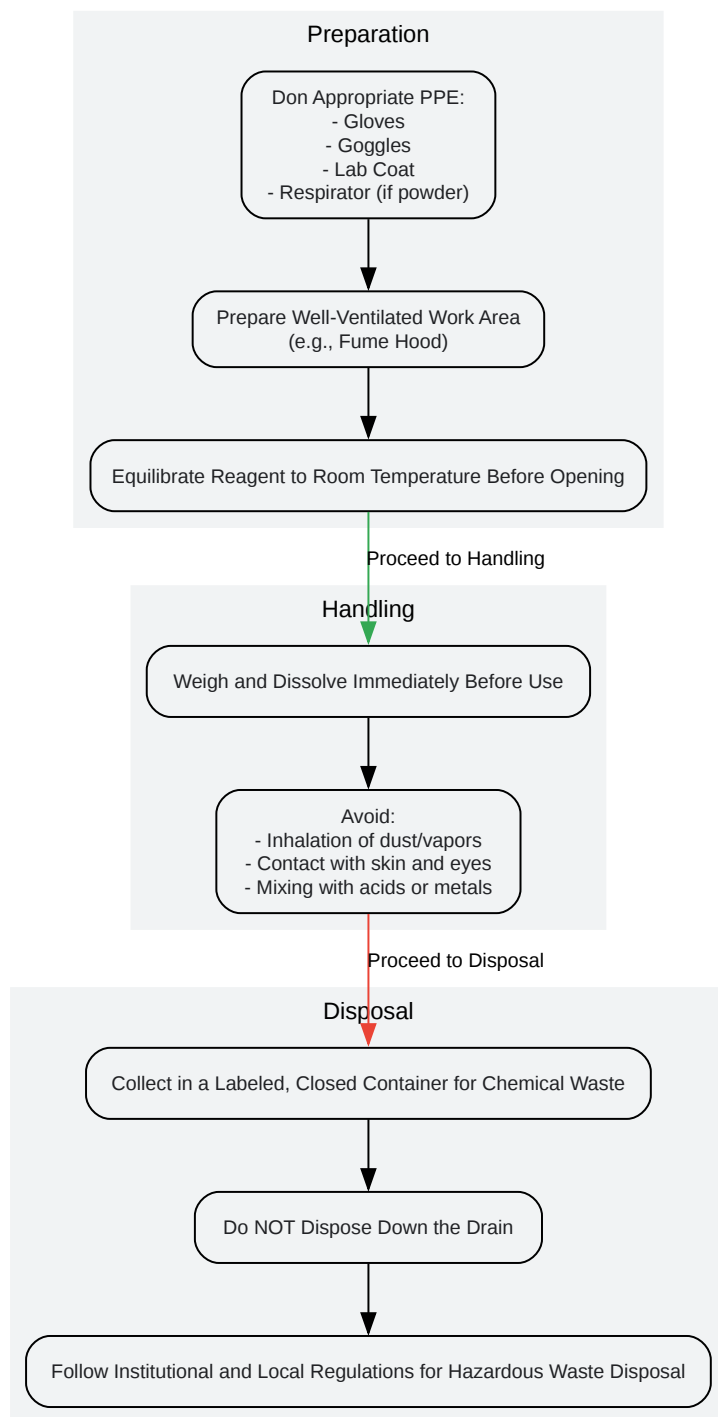 Preparation
Don Appropriate PPE:
- Gloves
- Goggles
- Lab Coat
- Respirator (if powder)
Prepare Well-Ventilated Work Area
(e.g., Fume Hood)
Equilibrate Reagent to Room Temperature Before Opening
Proceed to Handling
Handling
Weigh and Dissolve Immediately Before Use
Avoid:
- Inhalation of dust/vapors
- Contact with skin and eyes
- Mixing with acids or metals
Proceed to Disposal
Disposal
Collect in a Labeled, Closed Container for Chemical Waste
Do NOT Dispose Down the Drain
Follow Institutional and Local Regulations for Hazardous Waste Disposal